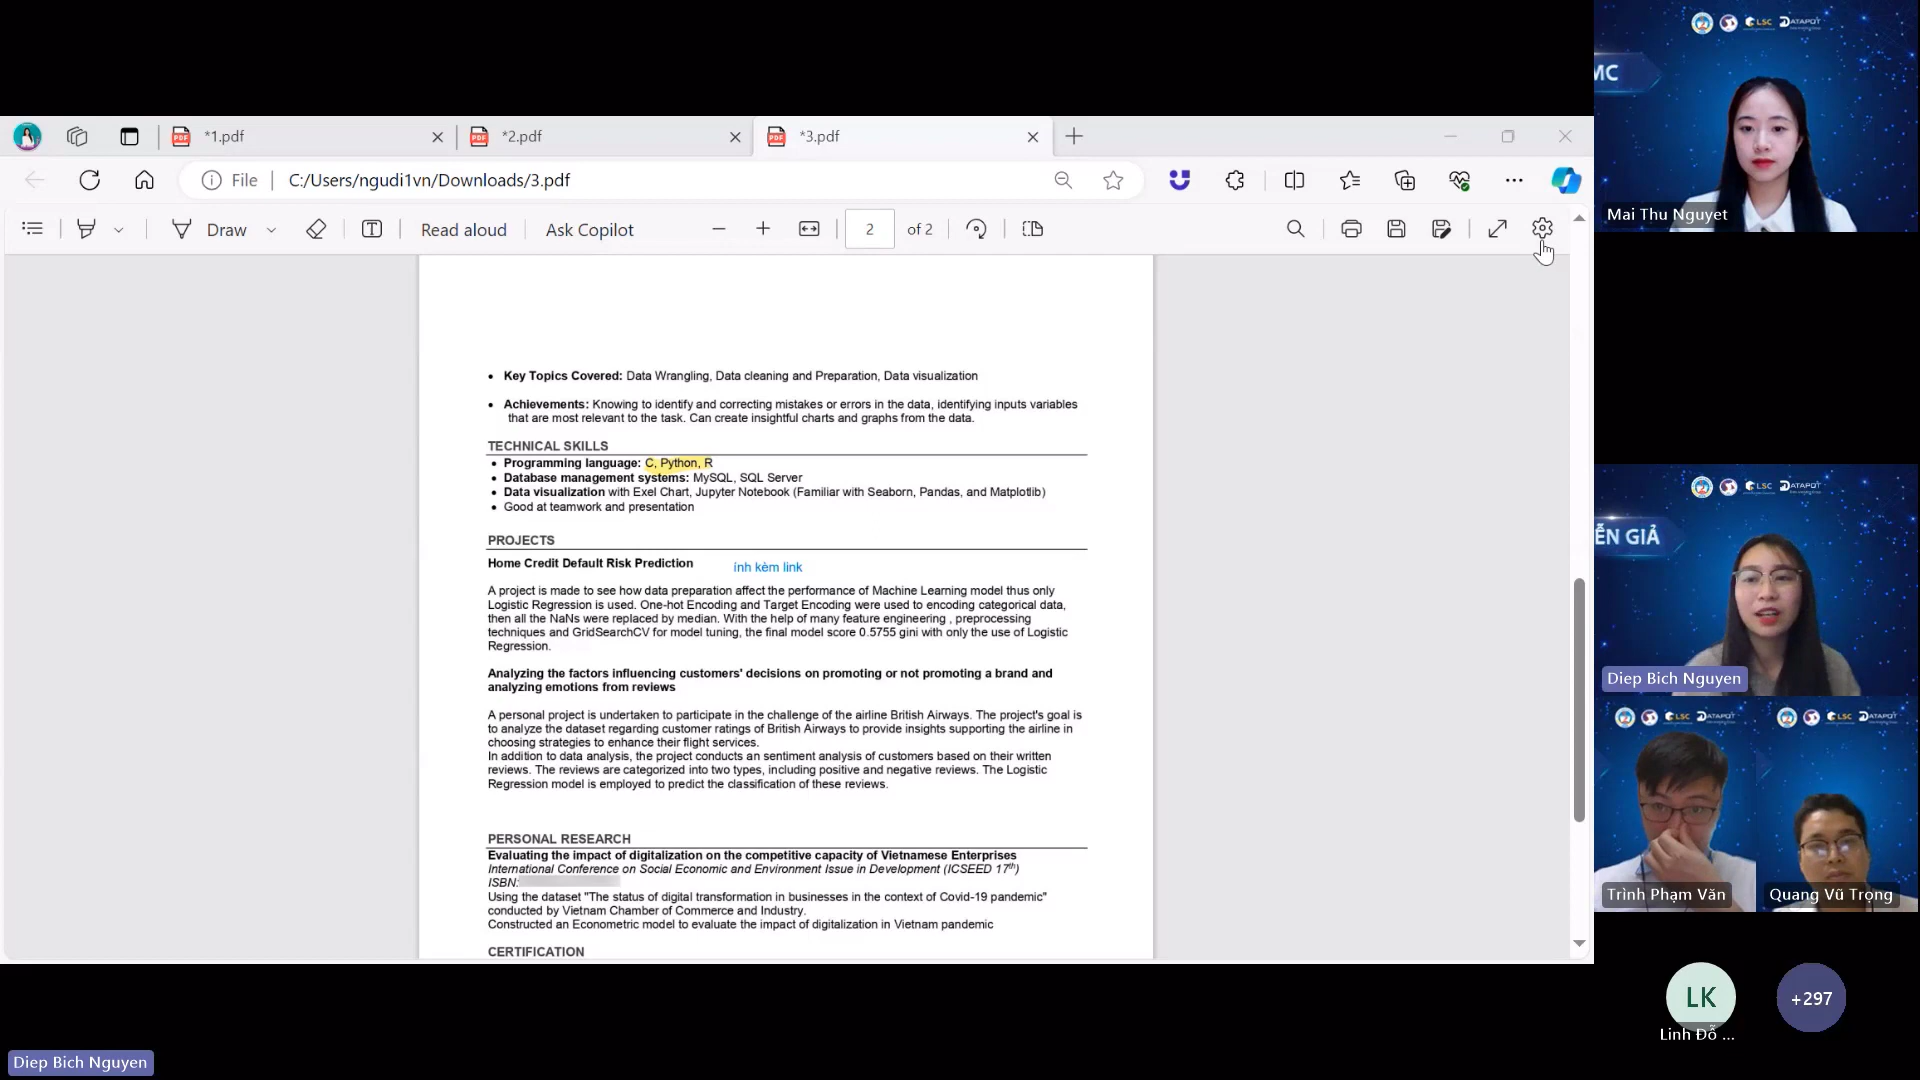 *1.pdf
*2.pdf
*3.pdf
File
C:/Users/ngudi1vn/Downloads/3.pdf
Draw
Read aloud
Ask Copilot
2
of 2
• Key Topics Covered: Data Wrangling, Data cleaning and Preparation, Data visualization
• Achievements: Knowing to identify and correcting mistakes or errors in the data, identifying inputs variables
that are most relevant to the task. Can create insightful charts and graphs from the data.
TECHNICAL SKILLS
• Programming language: C, Python, R
• Database management systems: MySQL, SQL Server
• Data visualization with Exel Chart, Jupyter Notebook (Familiar with Seaborn, Pandas, and Matplotlib)
• Good at teamwork and presentation
PROJECTS
Home Credit Default Risk Prediction
ính kèm link
A project is made to see how data preparation affect the performance of Machine Learning model thus only
Logistic Regression is used. One-hot Encoding and Target Encoding were used to encoding categorical data,
then all the NaNs were replaced by median. With the help of many feature engineering , preprocessing
techniques and GridSearchCV for model tuning, the final model score 0.5755 gini with only the use of Logistic
Regression.
Analyzing the factors influencing customers' decisions on promoting or not promoting a brand and
analyzing emotions from reviews
A personal project is undertaken to participate in the challenge of the airline British Airways. The project's goal is
to analyze the dataset regarding customer ratings of British Airways to provide insights supporting the airline in
choosing strategies to enhance their flight services.
In addition to data analysis, the project conducts an sentiment analysis of customers based on their written
reviews. The reviews are categorized into two types, including positive and negative reviews. The Logistic
Regression model is employed to predict the classification of these reviews.
PERSONAL RESEARCH
Evaluating the impact of digitalization on the competitive capacity of Vietnamese Enterprises
International Conference on Social Economic and Environment Issue in Development (ICSEED 17th)
ISBN:
Using the dataset "The status of digital transformation in businesses in the context of Covid-19 pandemic"
conducted by Vietnam Chamber of Commerce and Industry.
Constructed an Econometric model to evaluate the impact of digitalization in Vietnam pandemic
CERTIFICATION
LSC DATAPOT
MC
Mai Thu Nguyet
LSC DATAPOT
ỄN GIẢ
Diep Bich Nguyen
LSC DATAPOT
LSC DATAPOT
Trình Phạm Văn
Quang Vũ Trọng
LK
+297
Linh Đỗ ...
Diep Bich Nguyen